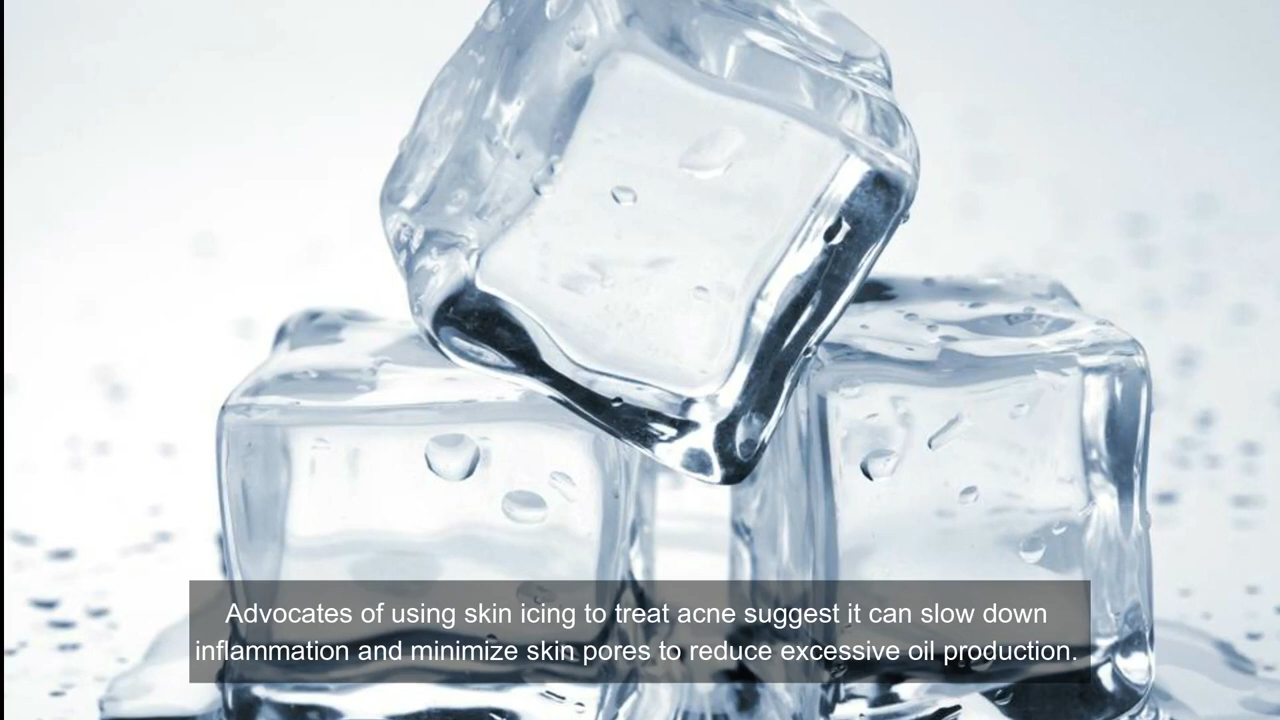 Advocates of using skin icing to treat acne suggest it can slow down
inflammation and minimize skin pores to reduce excessive oil production.